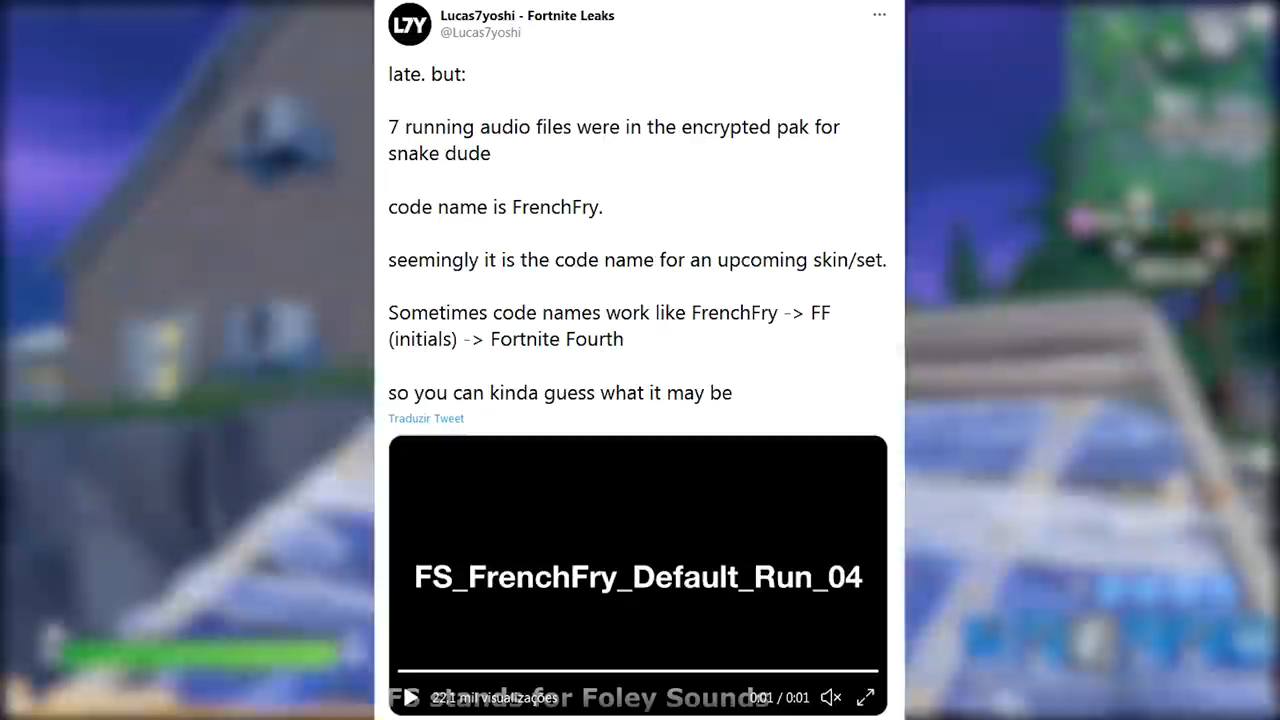 L7Y
Lucas7yoshi - Fortnite Leaks
@Lucas7yoshi
late. but:
7 running audio files were in the encrypted pak for
snake dude
code name is FrenchFry.
seemingly it is the code name for an upcoming skin/set.
Sometimes code names work like FrenchFry -> FF
(initials) -> Fortnite Fourth
so you can kinda guess what it may be
Traduzir Tweet
FS_FrenchFry_Default_Run_04
FS stands for Foley Sounds
22,1 mil visualizações
0:01 / 0:01